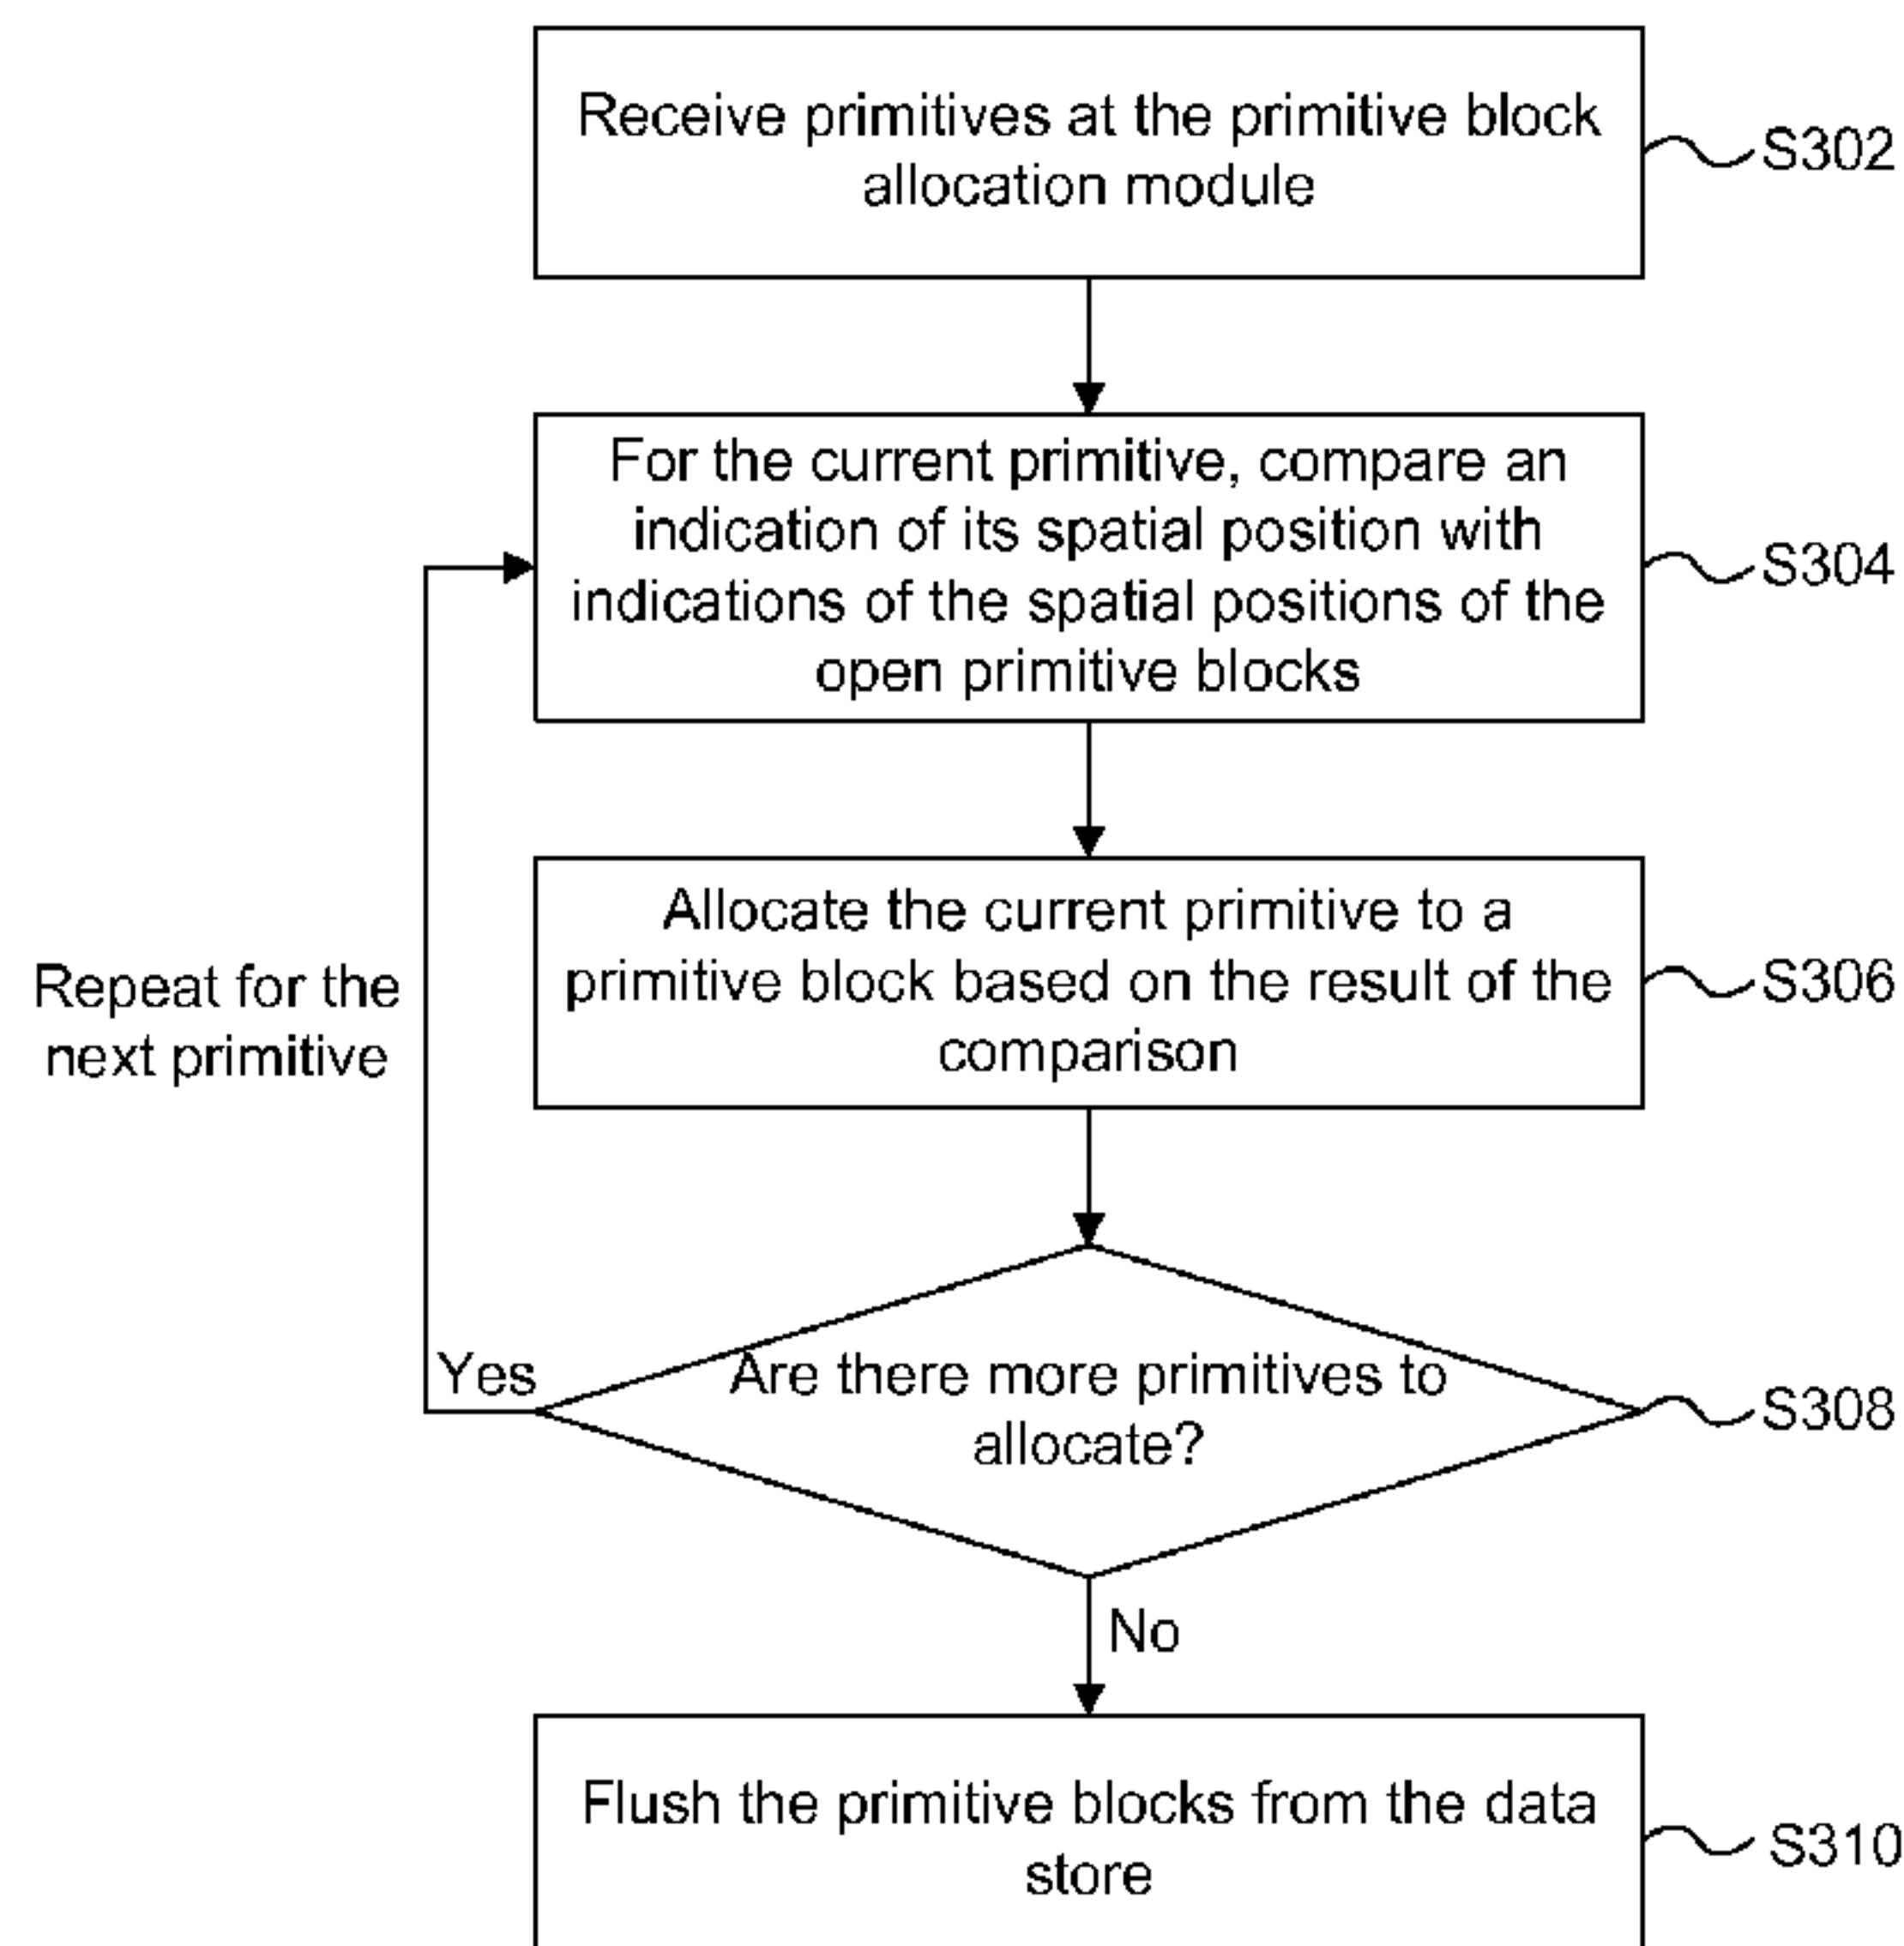 Receive primitives at the primitive block
allocation module
S302
For the current primitive, compare an
indication of its spatial position with
indications of the spatial positions of the
open primitive blocks
S304
Allocate the current primitive to a
primitive block based on the result of the
comparison
S306
Repeat for the
next primitive
Yes
Are there more primitives to
allocate?
S308
No
Flush the primitive blocks from the data
store
S310